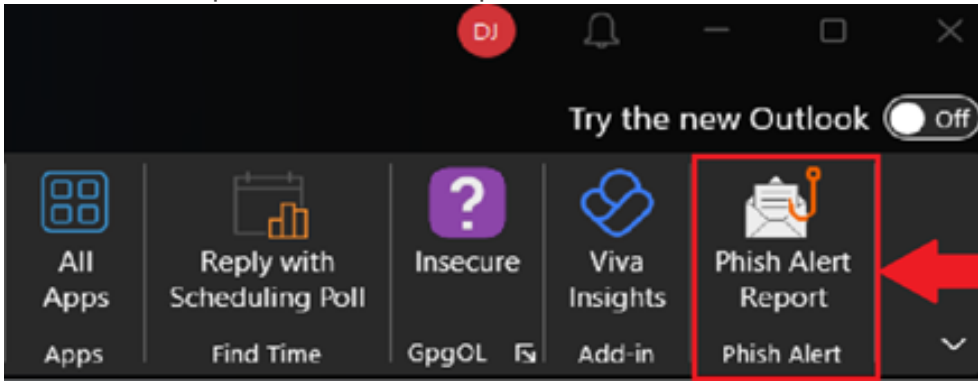 DJ
Try the new Outlook
Off
All
Apps
Reply with
Scheduling Poll
Insecure
Viva
Insights
Phish Alert
Report
Apps
Find Time
GpgOL
Add-in
Phish Alert